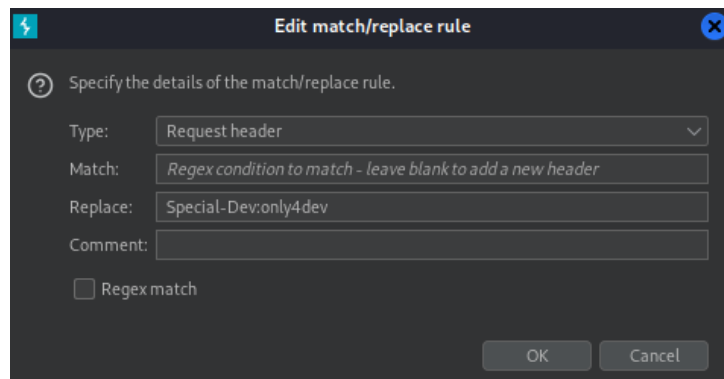 Edit match/replace rule
Specify the details of the match/replace rule.
Type: Request header
Match: Regex condition to match - leave blank to add a new header
Replace: Special-Dev:only4dev
Comment:
Regex match
OK Cancel